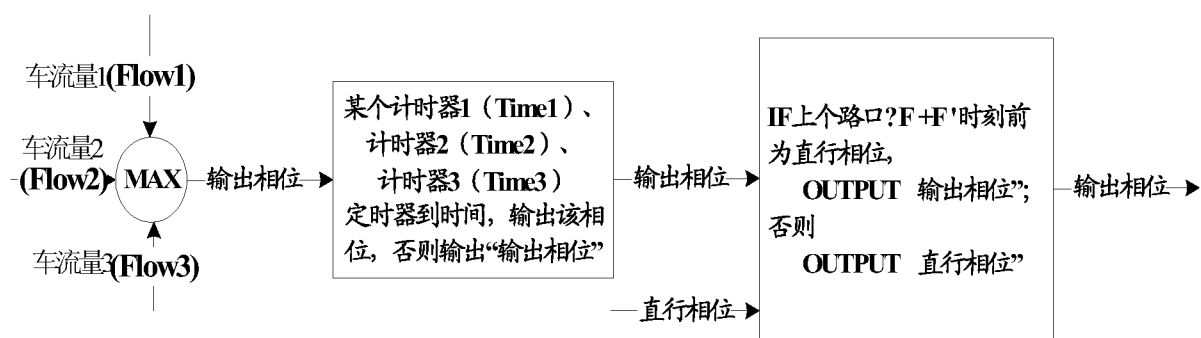 车流量1(Flow1)
车流量2
(Flow2)
MAX
车流量3(Flow3)
输出相位
某个计时器1（Time1）、
计时器2（Time2）、
计时器3（Time3）
定时器到时间，输出该相
位，否则输出“输出相位”
输出相位
直行相位
IF上个路口?F+F'时刻前
为直行相位，
OUTPUT 输出相位”；
否则
OUTPUT 直行相位”
输出相位